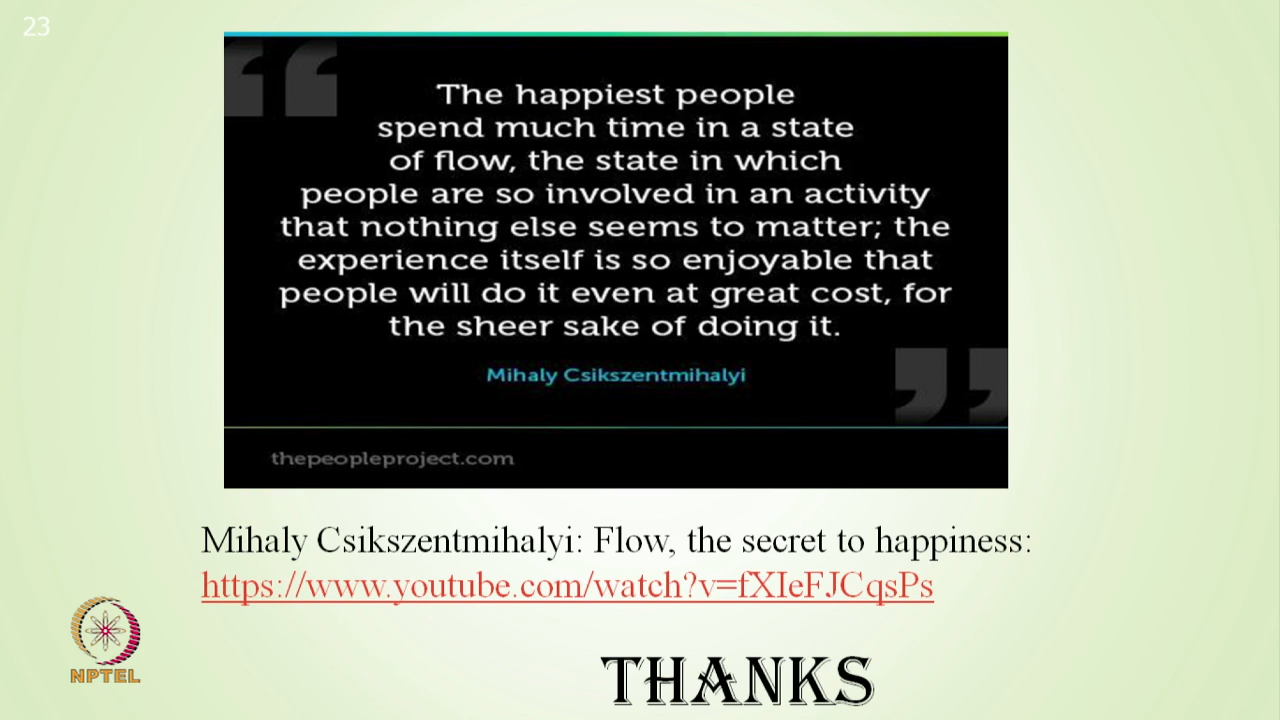 23
The happiest people
spend much time in a state
of flow, the state in which
people are so involved in an activity
that nothing else seems to matter; the
experience itself is so enjoyable that
people will do it even at great cost, for
the sheer sake of doing it.
Mihaly Csikszentmihalyi
thepeopleproject.com
Mihaly Csikszentmihalyi: Flow, the secret to happiness:
https://www.youtube.com/watch?v=fXIeFJCqsPs
NPTEL
THANKS